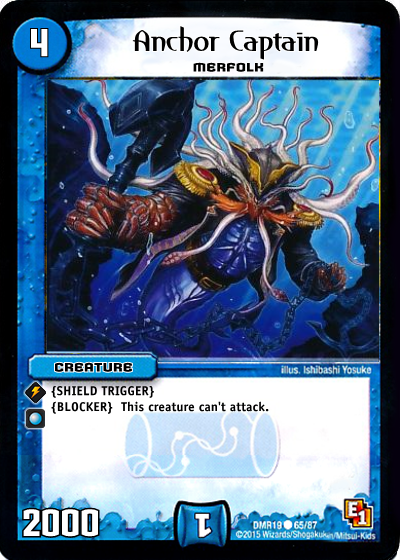 4
Anchor Captain
MERFOLK
illus. Ishibashi Yosuke
CREATURE
{SHIELD TRIGGER}
{BLOCKER} This creature can't attack.
2000
1
DMR19 ● 65/87
©2015 Wizards/Shogakukan/Mitsui-Kids
E1